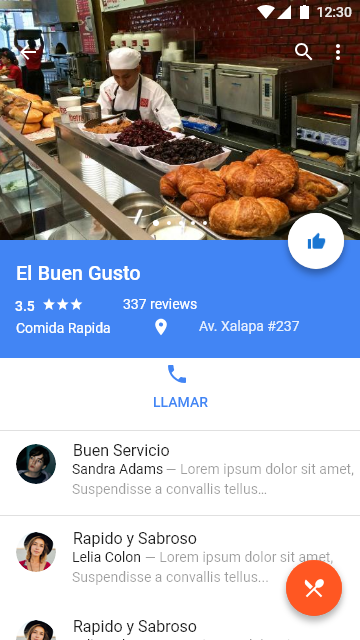 12:30
El Buen Gusto
3.5
337 reviews
Comida Rapida
Av. Xalapa #237
LLAMAR
Buen Servicio
Sandra Adams — Lorem ipsum dolor sit amet,
Suspendisse a convallis tellus...
Rapido y Sabroso
Lelia Colon — Lorem ipsum dolor sit amet,
Suspendisse a convallis tellus...
Rapido y Sabroso